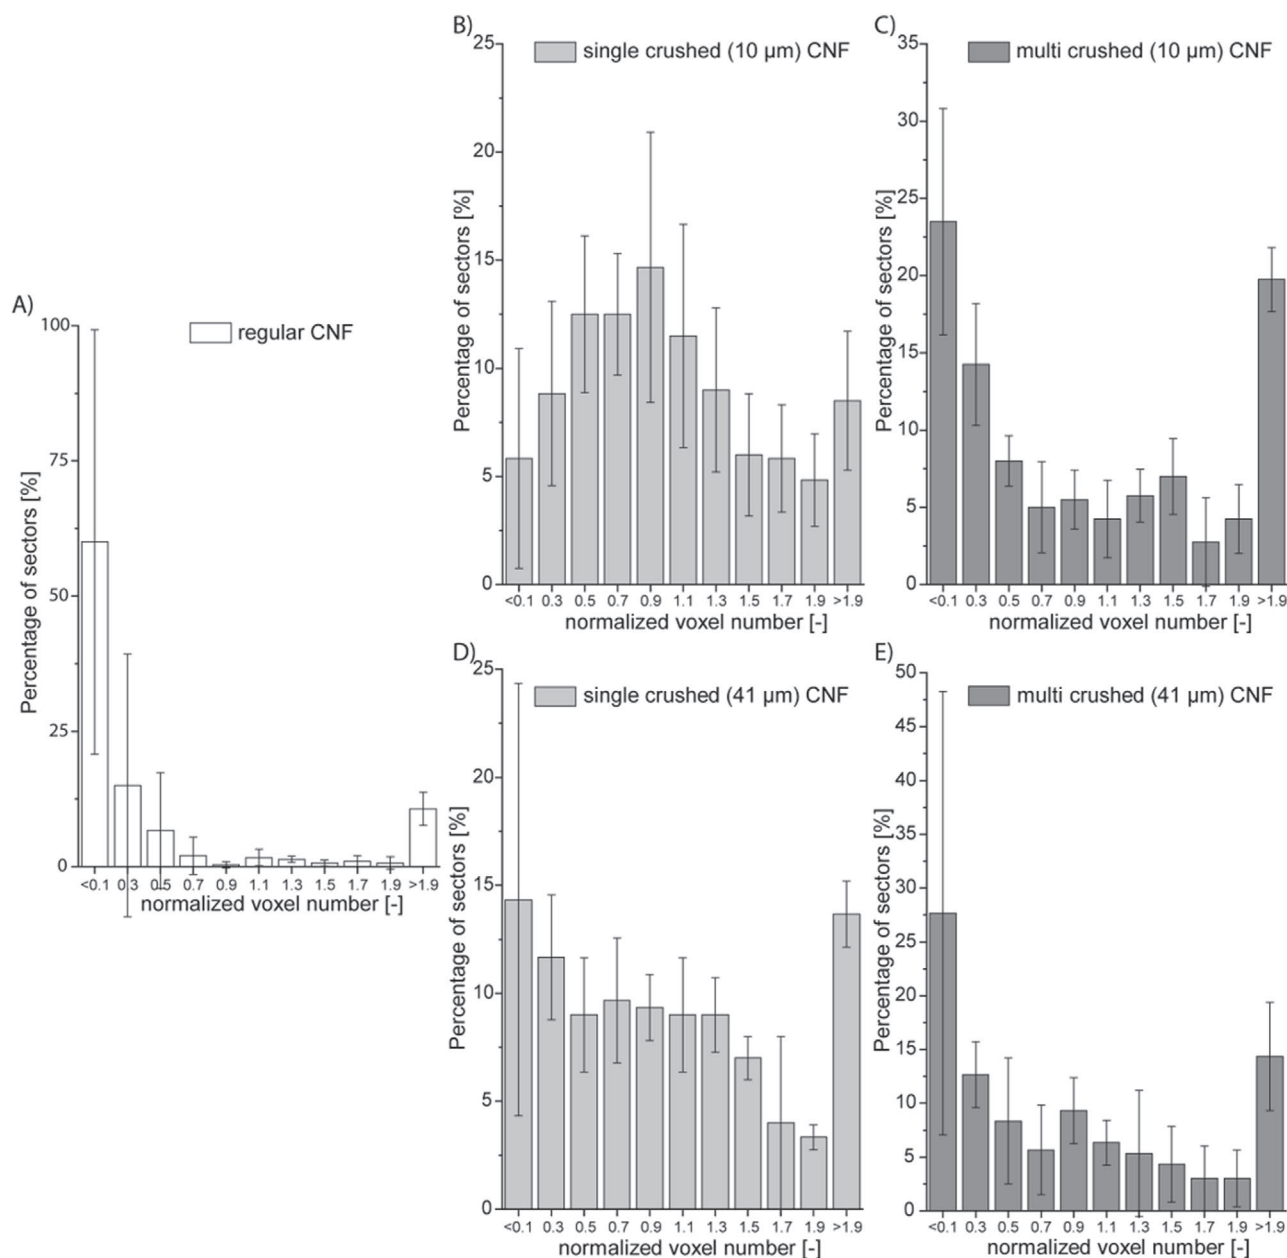 A)
regular CNF
Percentage of sectors [%]
100
75
50
25
0
<0.1 0.3 0.5 0.7 0.9 1.1 1.3 1.5 1.7 1.9 >1.9
normalized voxel number [-]
B)
single crushed (10 µm) CNF
Percentage of sectors [%]
25
20
15
10
5
0
<0.1 0.3 0.5 0.7 0.9 1.1 1.3 1.5 1.7 1.9 >1.9
normalized voxel number [-]
C)
multi crushed (10 µm) CNF
Percentage of sectors [%]
35
30
25
20
15
10
5
0
<0.1 0.3 0.5 0.7 0.9 1.1 1.3 1.5 1.7 1.9 >1.9
normalized voxel number [-]
D)
single crushed (41 µm) CNF
Percentage of sectors [%]
25
20
15
10
5
0
<0.1 0.3 0.5 0.7 0.9 1.1 1.3 1.5 1.7 1.9 >1.9
normalized voxel number [-]
E)
multi crushed (41 µm) CNF
Percentage of sectors [%]
50
45
40
35
30
25
20
15
10
5
0
<0.1 0.3 0.5 0.7 0.9 1.1 1.3 1.5 1.7 1.9 >1.9
normalized voxel number [-]